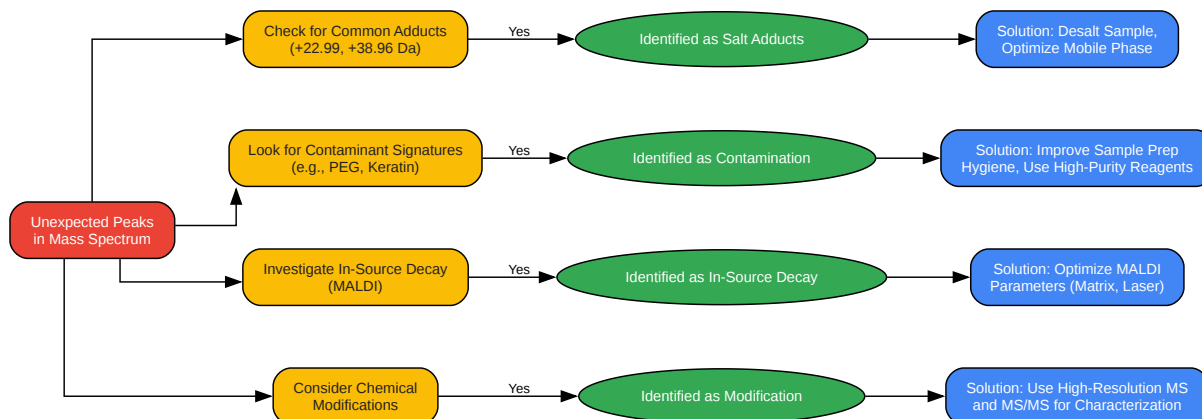 Check for Common Adducts
(+22.99, +38.96 Da)
Yes
Identified as Salt Adducts
Solution: Desalt Sample,
Optimize Mobile Phase
Look for Contaminant Signatures
(e.g., PEG, Keratin)
Yes
Identified as Contamination
Solution: Improve Sample Prep
Hygiene, Use High-Purity Reagents
Unexpected Peaks
in Mass Spectrum
Investigate In-Source Decay
(MALDI)
Yes
Identified as In-Source Decay
Solution: Optimize MALDI
Parameters (Matrix, Laser)
Consider Chemical
Modifications
Yes
Identified as Modification
Solution: Use High-Resolution MS
and MS/MS for Characterization